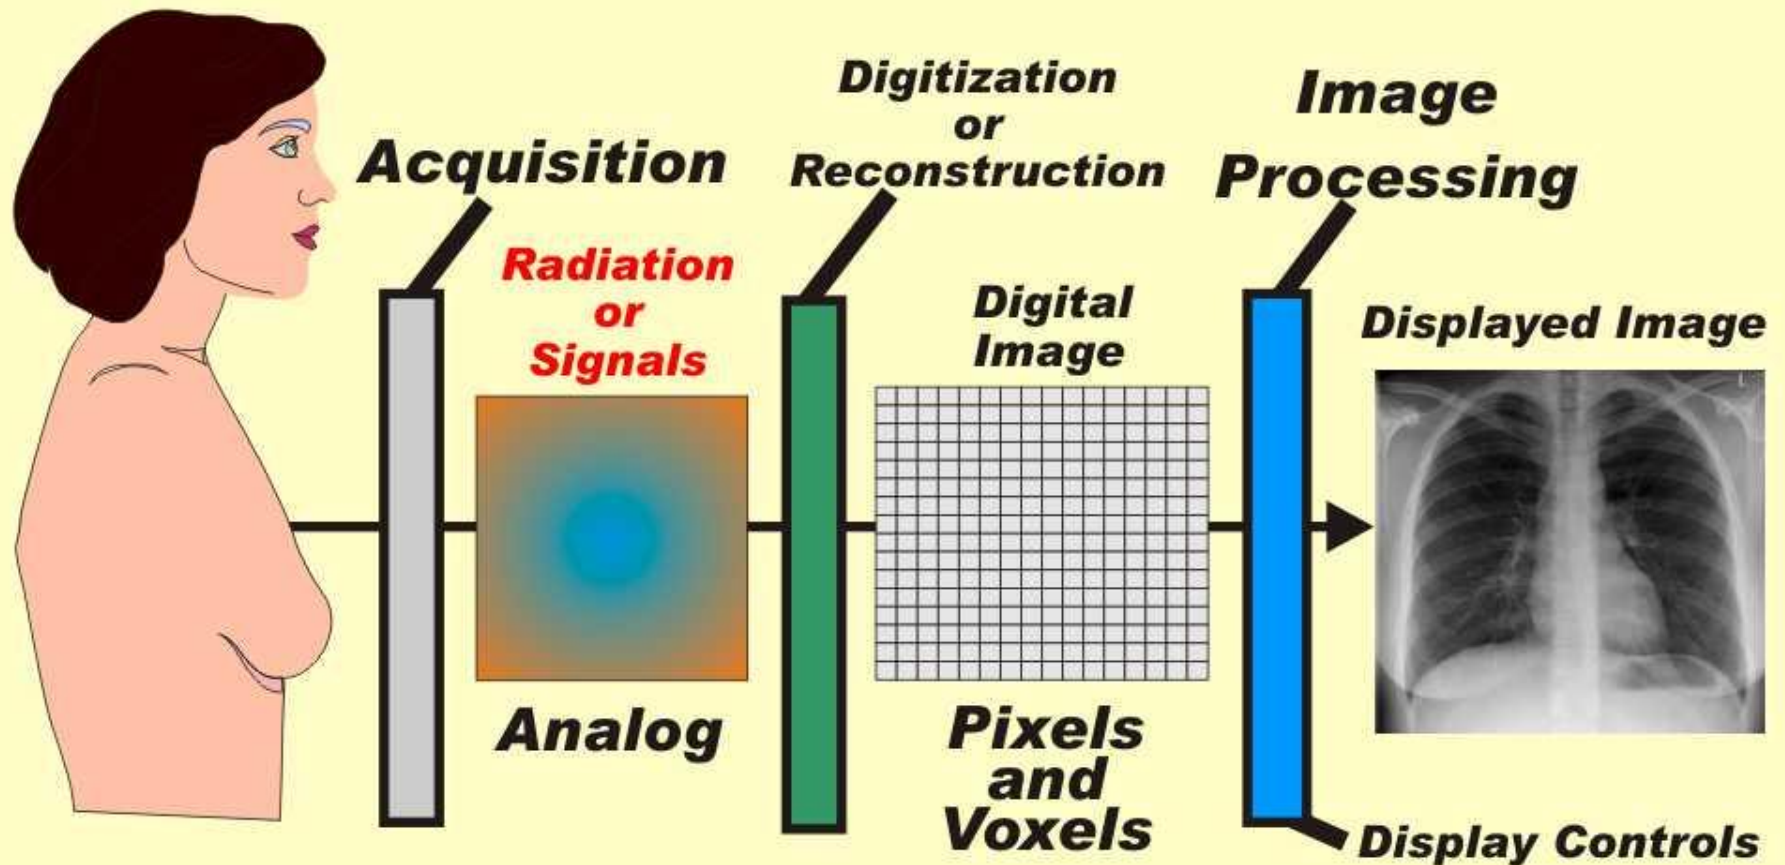 Acquisition
Radiation
or
Signals
Analog
Digitization
or
Reconstruction
Digital
Image
Pixels
and
Voxels
Image
Processing
Displayed Image
L
Display Controls